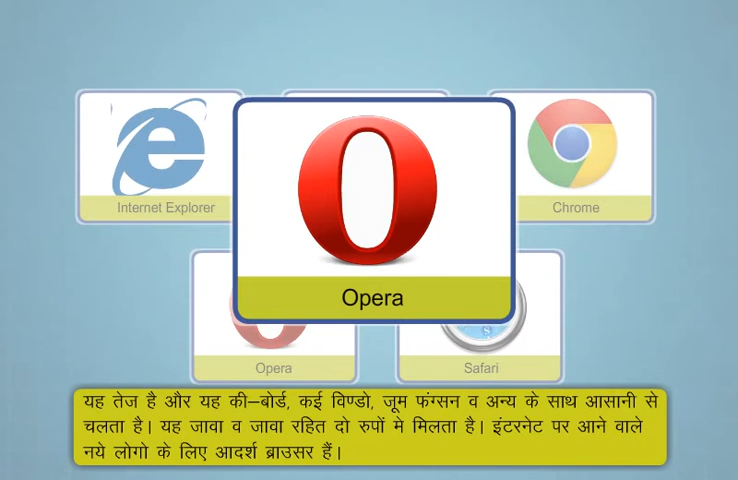 Internet Explorer
Chrome
Opera
Opera
Safari
यह तेज है और यह की–बोर्ड, कई विण्डो, जूम फंग्सन व अन्य के साथ आसानी से
चलता है। यह जावा व जावा रहित दो रुपों मे मिलता है। इंटरनेट पर आने वाले
नये लोगो के लिए आदर्श ब्राउसर हैं।